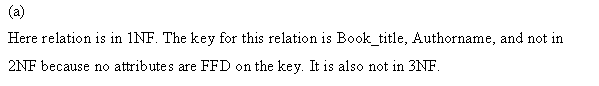 (a)
Here relation is in 1NF. The key for this relation is Book_title, Authorname, and not in
2NF because no attributes are FFD on the key. It is also not in 3NF.